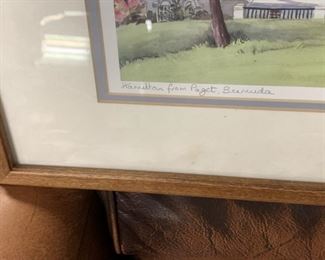 Hamilton from Paget, Bermuda